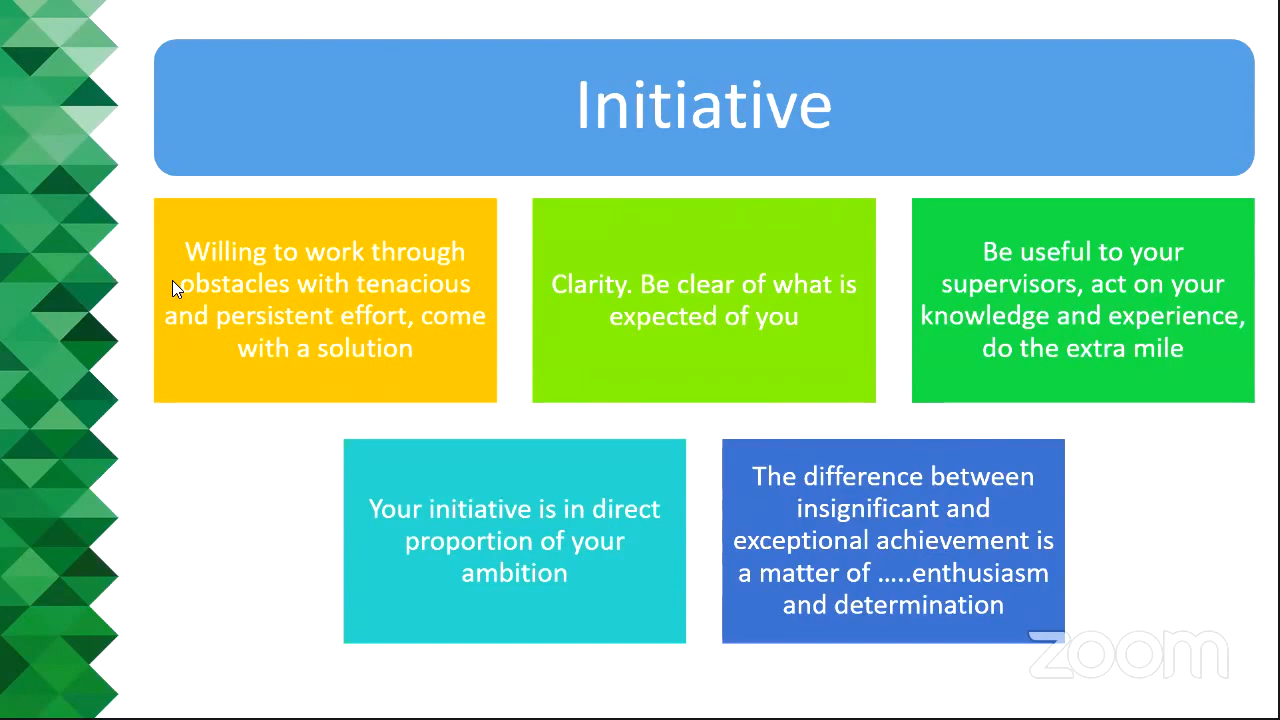 Initiative
Willing to work through
obstacles with tenacious
and persistent effort, come
with a solution
Clarity. Be clear of what is
expected of you
Be useful to your
supervisors, act on your
knowledge and experience,
do the extra mile
Your initiative is in direct
proportion of your
ambition
The difference between
insignificant and
exceptional achievement is
a matter of …..enthusiasm
and determination
zoom